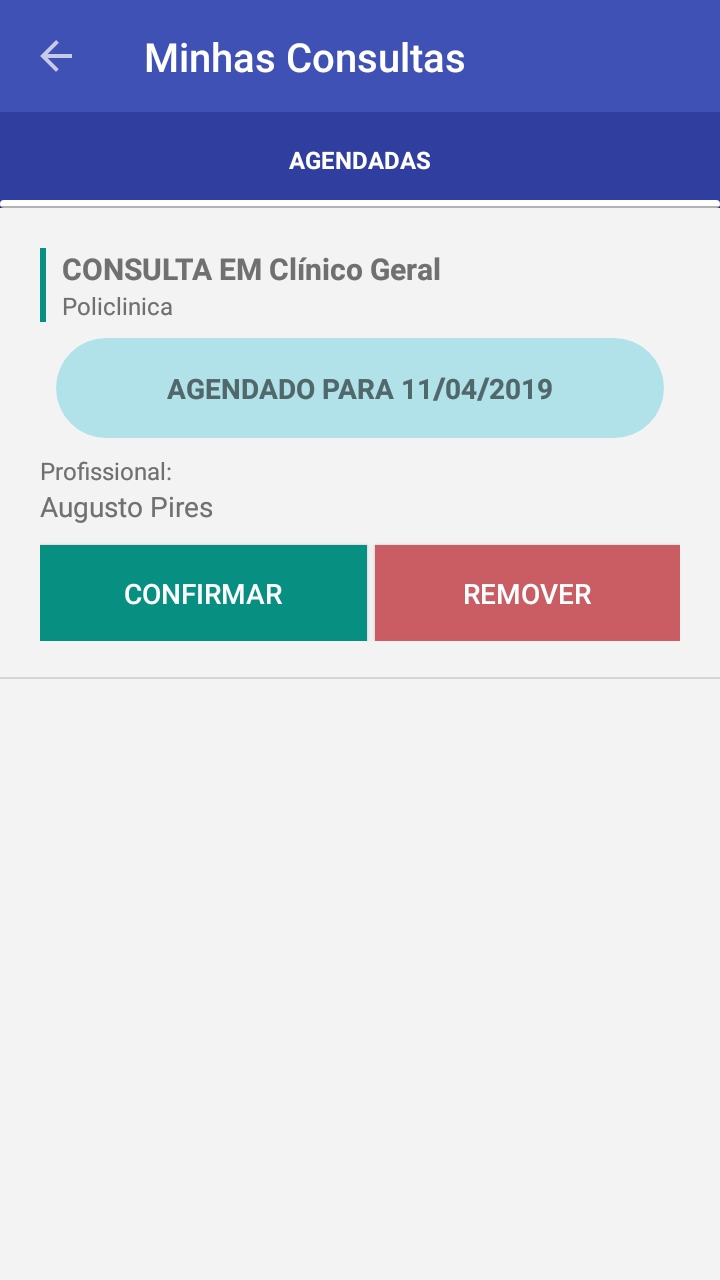 Minhas Consultas
AGENDADAS
CONSULTA EM Clínico Geral
Policlinica
AGENDADO PARA 11/04/2019
Profissional:
Augusto Pires
CONFIRMAR
REMOVER